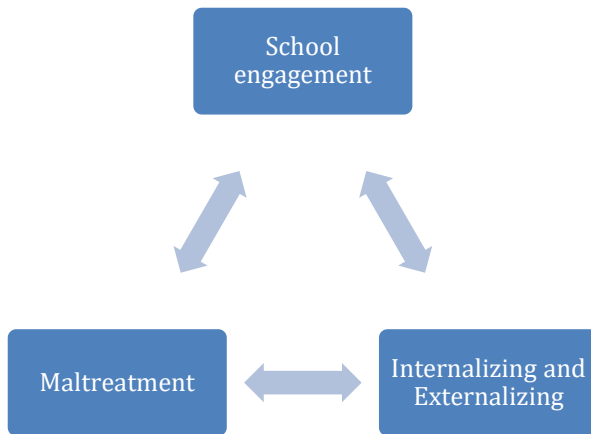 School
engagement
Maltreatment
Internalizing and
Externalizing